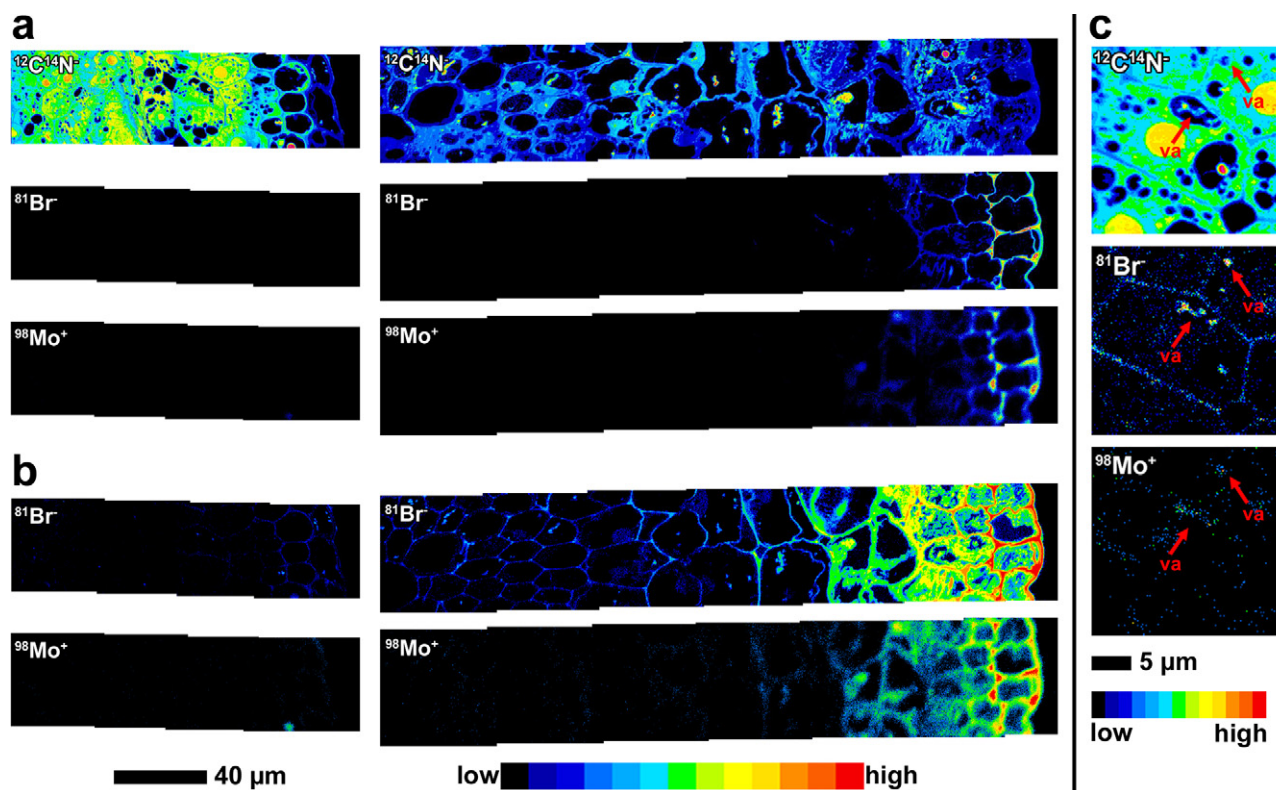 a
¹²C¹⁴N⁻
¹²C¹⁴N⁻
⁸¹Br⁻
⁸¹Br⁻
⁹⁸Mo⁺
⁹⁸Mo⁺
b
⁸¹Br⁻
⁸¹Br⁻
⁹⁸Mo⁺
⁹⁸Mo⁺
40 µm
low
high
c
¹²C¹⁴N⁻
va
va
⁸¹Br⁻
va
va
⁹⁸Mo⁺
va
va
5 µm
low
high